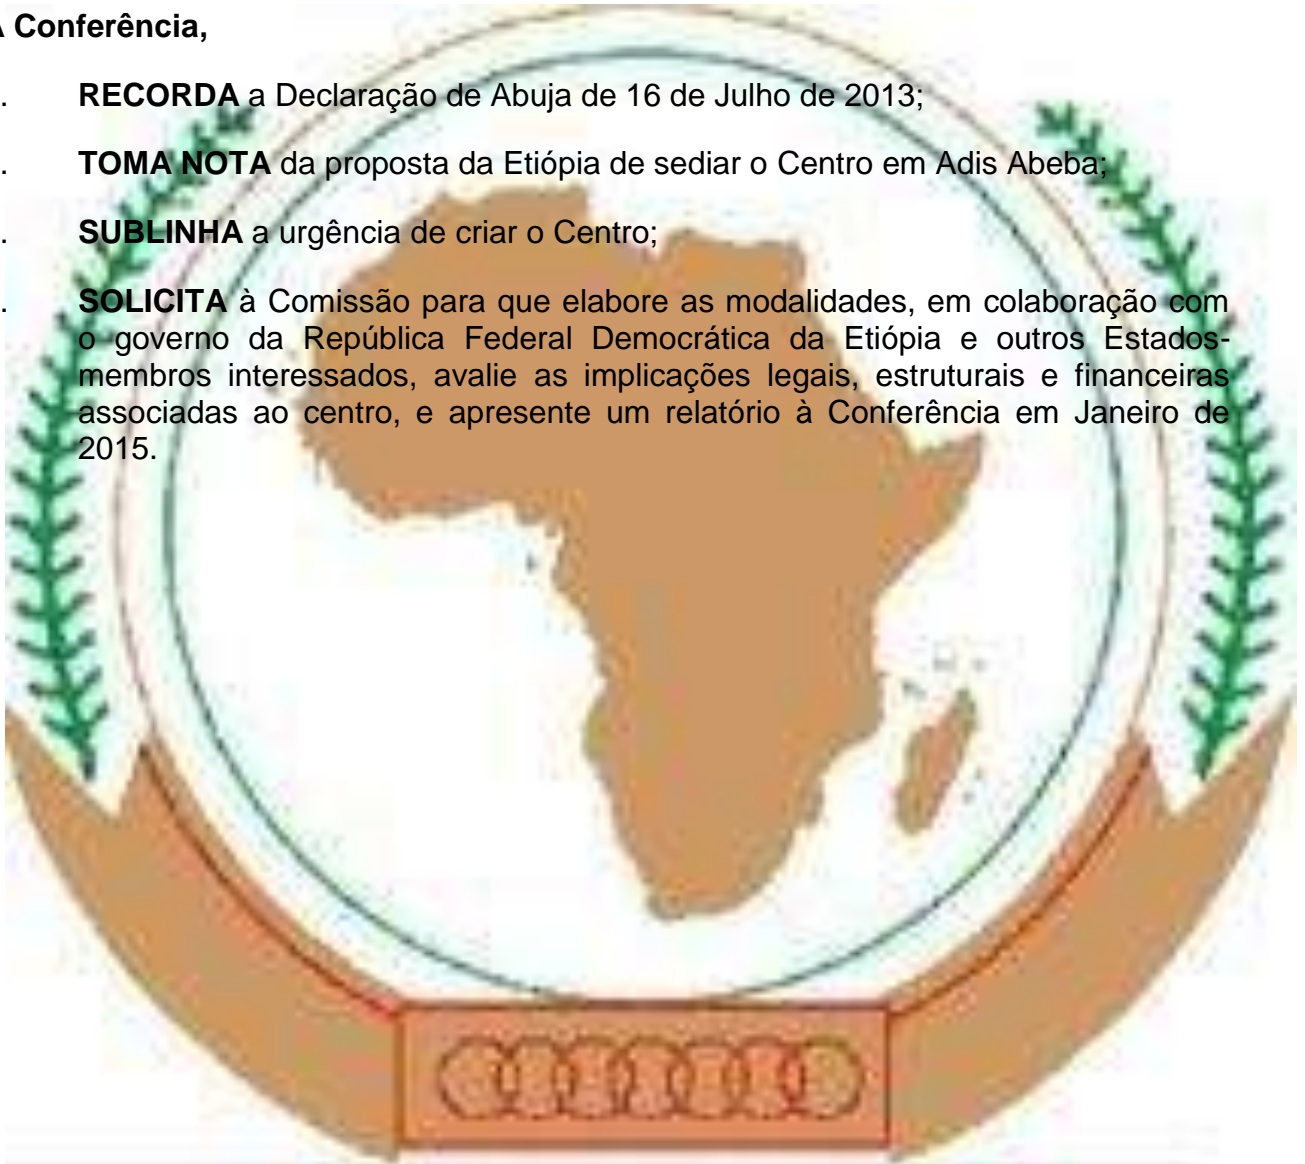 A Conferência,
. RECORDA a Declaração de Abuja de 16 de Julho de 2013;
. TOMA NOTA da proposta da Etiópia de sediar o Centro em Adis Abeba;
. SUBLINHA a urgência de criar o Centro;
. SOLICITA à Comissão para que elabore as modalidades, em colaboração com
o governo da República Federal Democrática da Etiópia e outros Estados-
membros interessados, avalie as implicações legais, estruturais e financeiras
associadas ao centro, e apresente um relatório à Conferência em Janeiro de
2015.